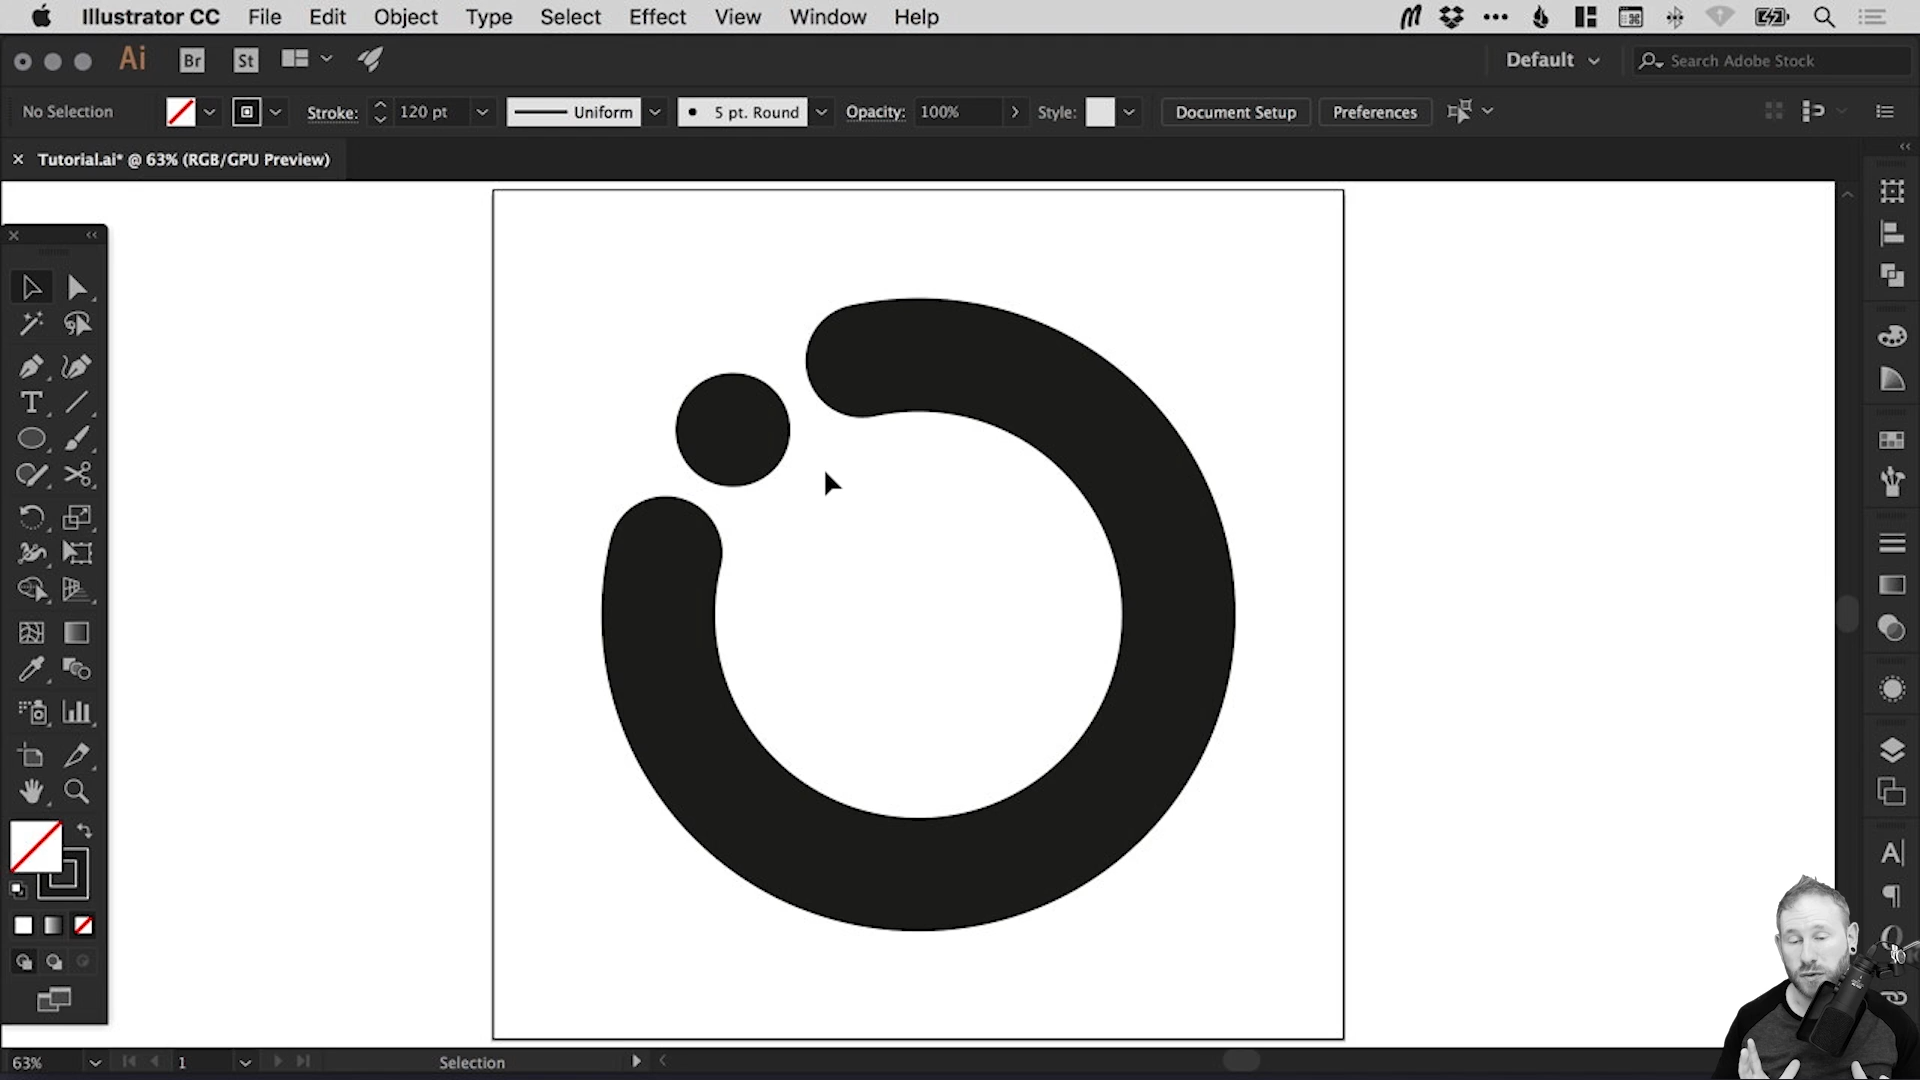 Illustrator CC File Edit Object Type Select Effect View Window Help
Ai Br St Default Search Adobe Stock
No Selection Stroke: 120 pt Uniform 5 pt. Round Opacity: 100% Style: Document Setup Preferences
× Tutorial.ai* @ 63% (RGB/GPU Preview)
63% 1 Selection